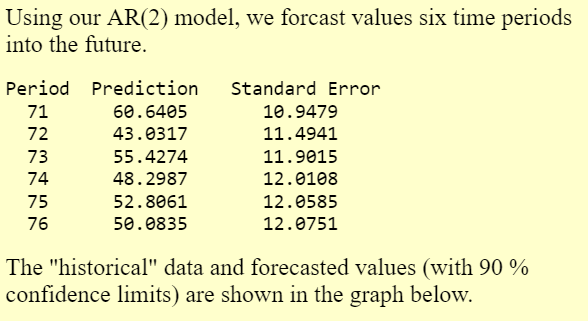 Using our AR(2) model, we forcast values six time periods
into the future.
Period Prediction Standard Error
71 60.6405 10.9479
72 43.0317 11.4941
73 55.4274 11.9015
74 48.2987 12.0108
75 52.8061 12.0585
76 50.0835 12.0751
The "historical" data and forecasted values (with 90 %
confidence limits) are shown in the graph below.